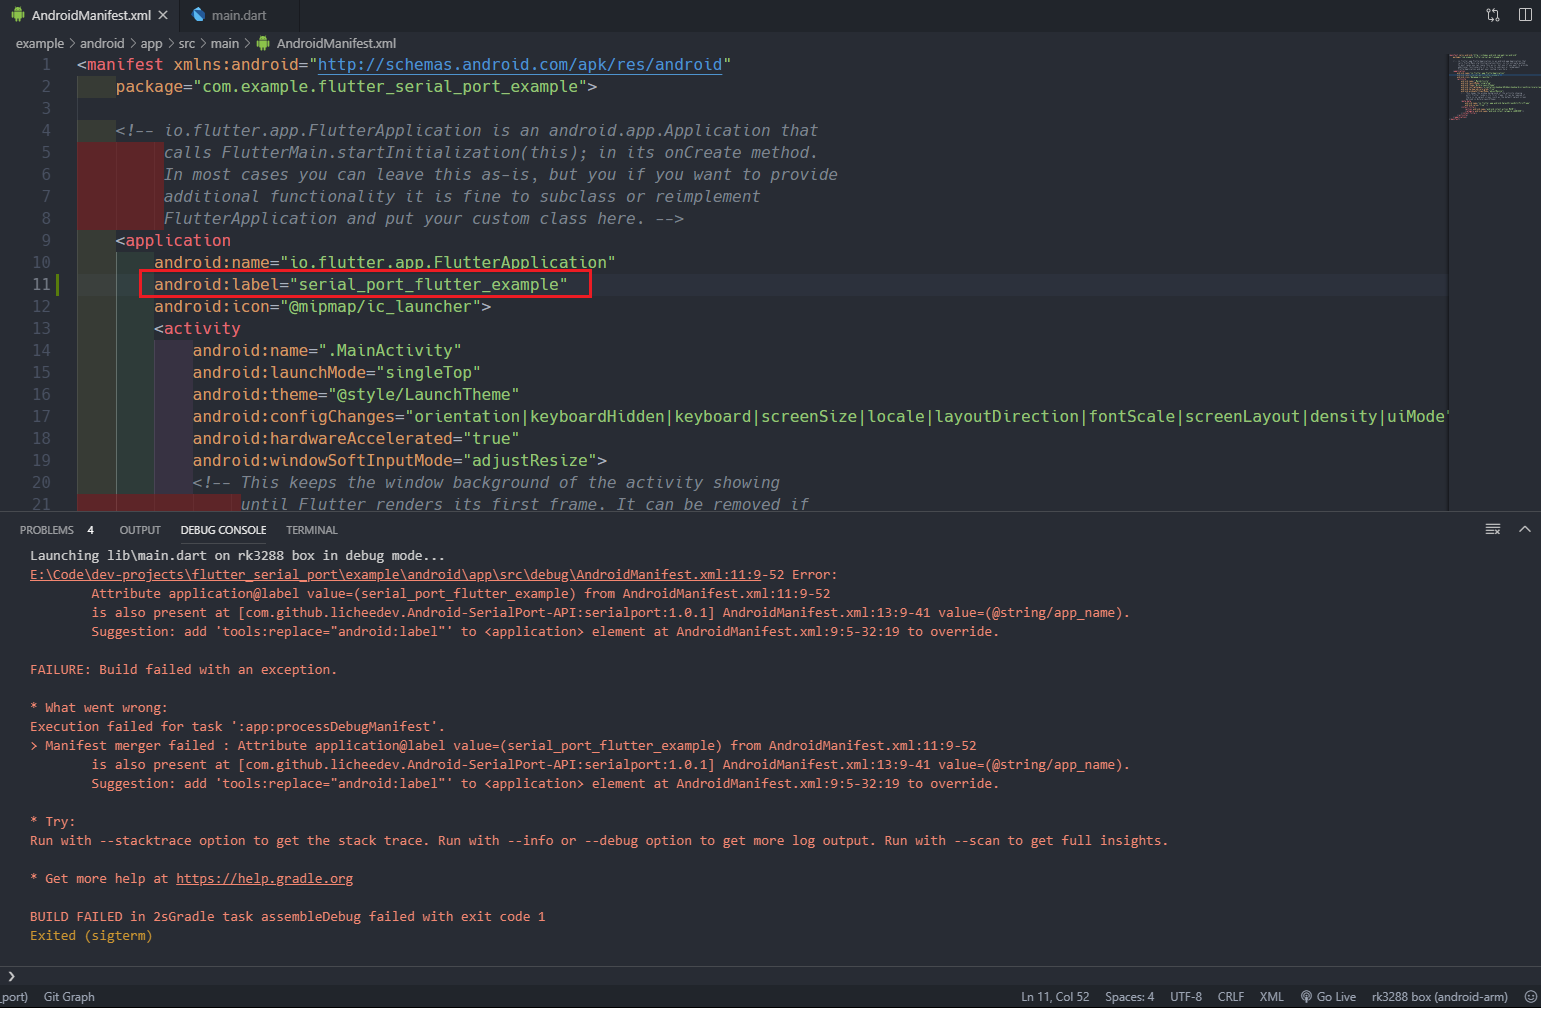 AndroidManifest.xml
main.dart
example > android > app > src > main > AndroidManifest.xml
1 <manifest xmlns:android="http://schemas.android.com/apk/res/android"
2 package="com.example.flutter_serial_port_example">
3
4 <!-- io.flutter.app.FlutterApplication is an android.app.Application that
5 calls FlutterMain.startInitialization(this); in its onCreate method.
6 In most cases you can leave this as-is, but you if you want to provide
7 additional functionality it is fine to subclass or reimplement
8 FlutterApplication and put your custom class here. -->
9 <application
10 android:name="io.flutter.app.FlutterApplication"
11 android:label="serial_port_flutter_example"
12 android:icon="@mipmap/ic_launcher">
13 <activity
14 android:name=".MainActivity"
15 android:launchMode="singleTop"
16 android:theme="@style/LaunchTheme"
17 android:configChanges="orientation|keyboardHidden|keyboard|screenSize|locale|layoutDirection|fontScale|screenLayout|density|uiMode"
18 android:hardwareAccelerated="true"
19 android:windowSoftInputMode="adjustResize">
20 <!-- This keeps the window background of the activity showing
21 until Flutter renders its first frame. It can be removed if
PROBLEMS 4 OUTPUT DEBUG CONSOLE TERMINAL
Launching lib\main.dart on rk3288 box in debug mode...
E:\Code\dev-projects\flutter_serial_port\example\android\app\src\debug\AndroidManifest.xml:11:9-52 Error:
Attribute application@label value=(serial_port_flutter_example) from AndroidManifest.xml:11:9-52
is also present at [com.github.licheedev.Android-SerialPort-API:serialport:1.0.1] AndroidManifest.xml:13:9-41 value=(@string/app_name).
Suggestion: add 'tools:replace="android:label"' to <application> element at AndroidManifest.xml:9:5-32:19 to override.
FAILURE: Build failed with an exception.
* What went wrong:
Execution failed for task ':app:processDebugManifest'.
> Manifest merger failed : Attribute application@label value=(serial_port_flutter_example) from AndroidManifest.xml:11:9-52
is also present at [com.github.licheedev.Android-SerialPort-API:serialport:1.0.1] AndroidManifest.xml:13:9-41 value=(@string/app_name).
Suggestion: add 'tools:replace="android:label"' to <application> element at AndroidManifest.xml:9:5-32:19 to override.
* Try:
Run with --stacktrace option to get the stack trace. Run with --info or --debug option to get more log output. Run with --scan to get full insights.
* Get more help at https://help.gradle.org
BUILD FAILED in 2sGradle task assembleDebug failed with exit code 1
Exited (sigterm)
_port) Git Graph Ln 11, Col 52 Spaces: 4 UTF-8 CRLF XML Go Live rk3288 box (android-arm)